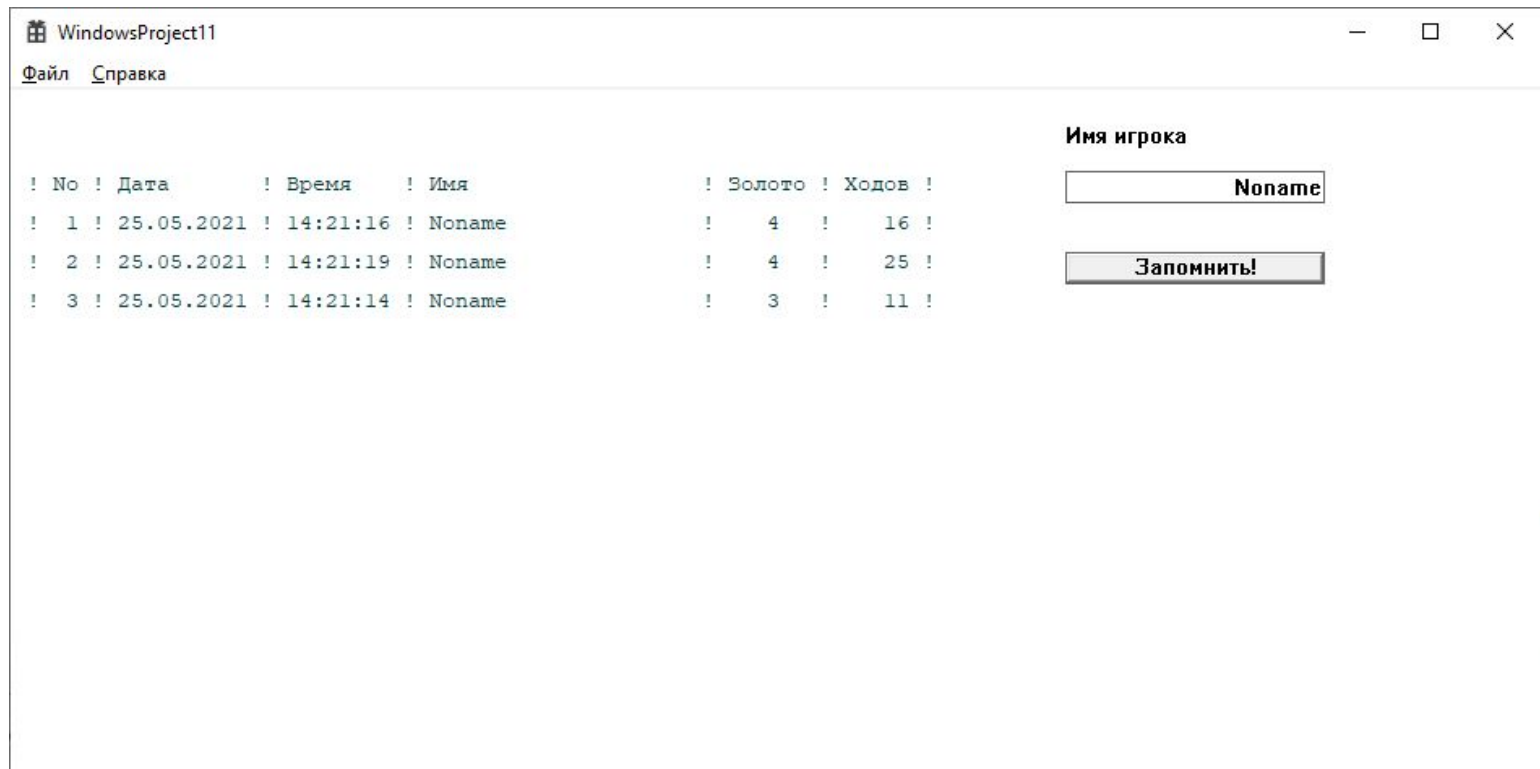 WindowsProject11
Файл Справка
Имя игрока
! No ! Дата ! Время ! Имя ! Золото ! Ходов !
Noname
! 1 ! 25.05.2021 ! 14:21:16 ! Noname ! 4 ! 16 !
! 2 ! 25.05.2021 ! 14:21:19 ! Noname ! 4 ! 25 !
Запомнить!
! 3 ! 25.05.2021 ! 14:21:14 ! Noname ! 3 ! 11 !